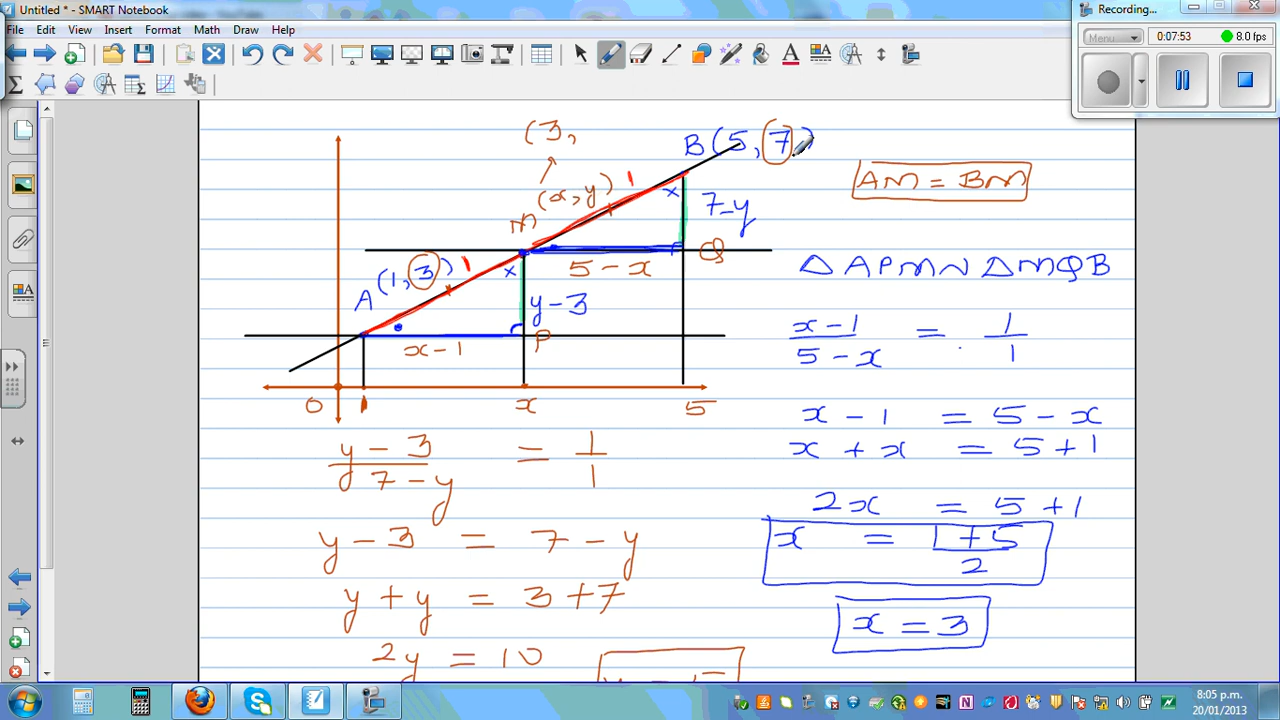 Untitled * - SMART Notebook
File Edit View Insert Format Math Draw Help
Recording...
Menu
0:07:53
8.0 fps
(3,
B(5, 7)
(x, y)
1
M
x
7-y
AM = BM
A (1, 3)
1
x
5 - x
Q
y-3
x-1
P
O
1
x
5
△ APM ~ △ MQB
x-1 / 5-x = 1/1
x - 1 = 5 - x
x + x = 5 + 1
2x = 5 + 1
x = 1+5 / 2
x = 3
y-3 / 7-y = 1/1
y-3 = 7-y
y + y = 3 + 7
2y = 10
8:05 p.m.
20/01/2013